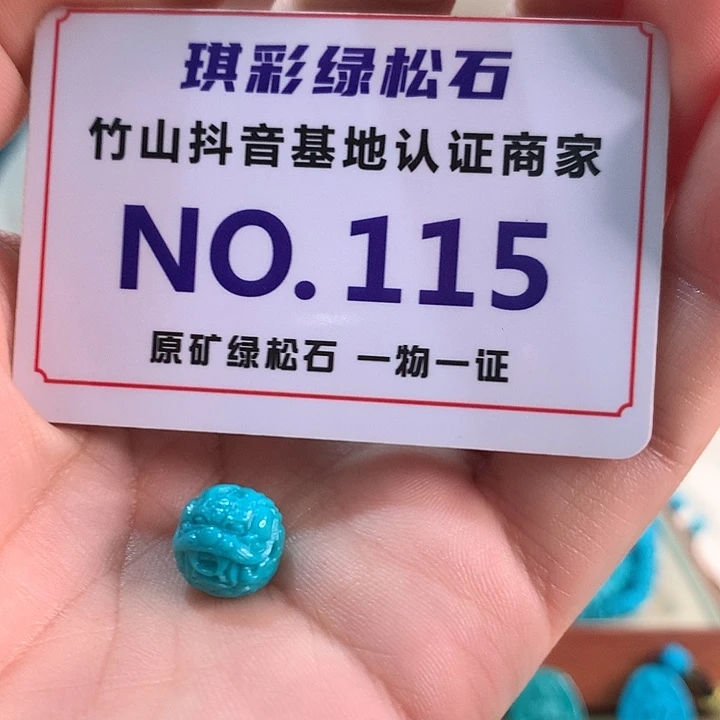 琪彩绿松石
竹山抖音基地认证商家
NO.115
原矿绿松石 一物一证